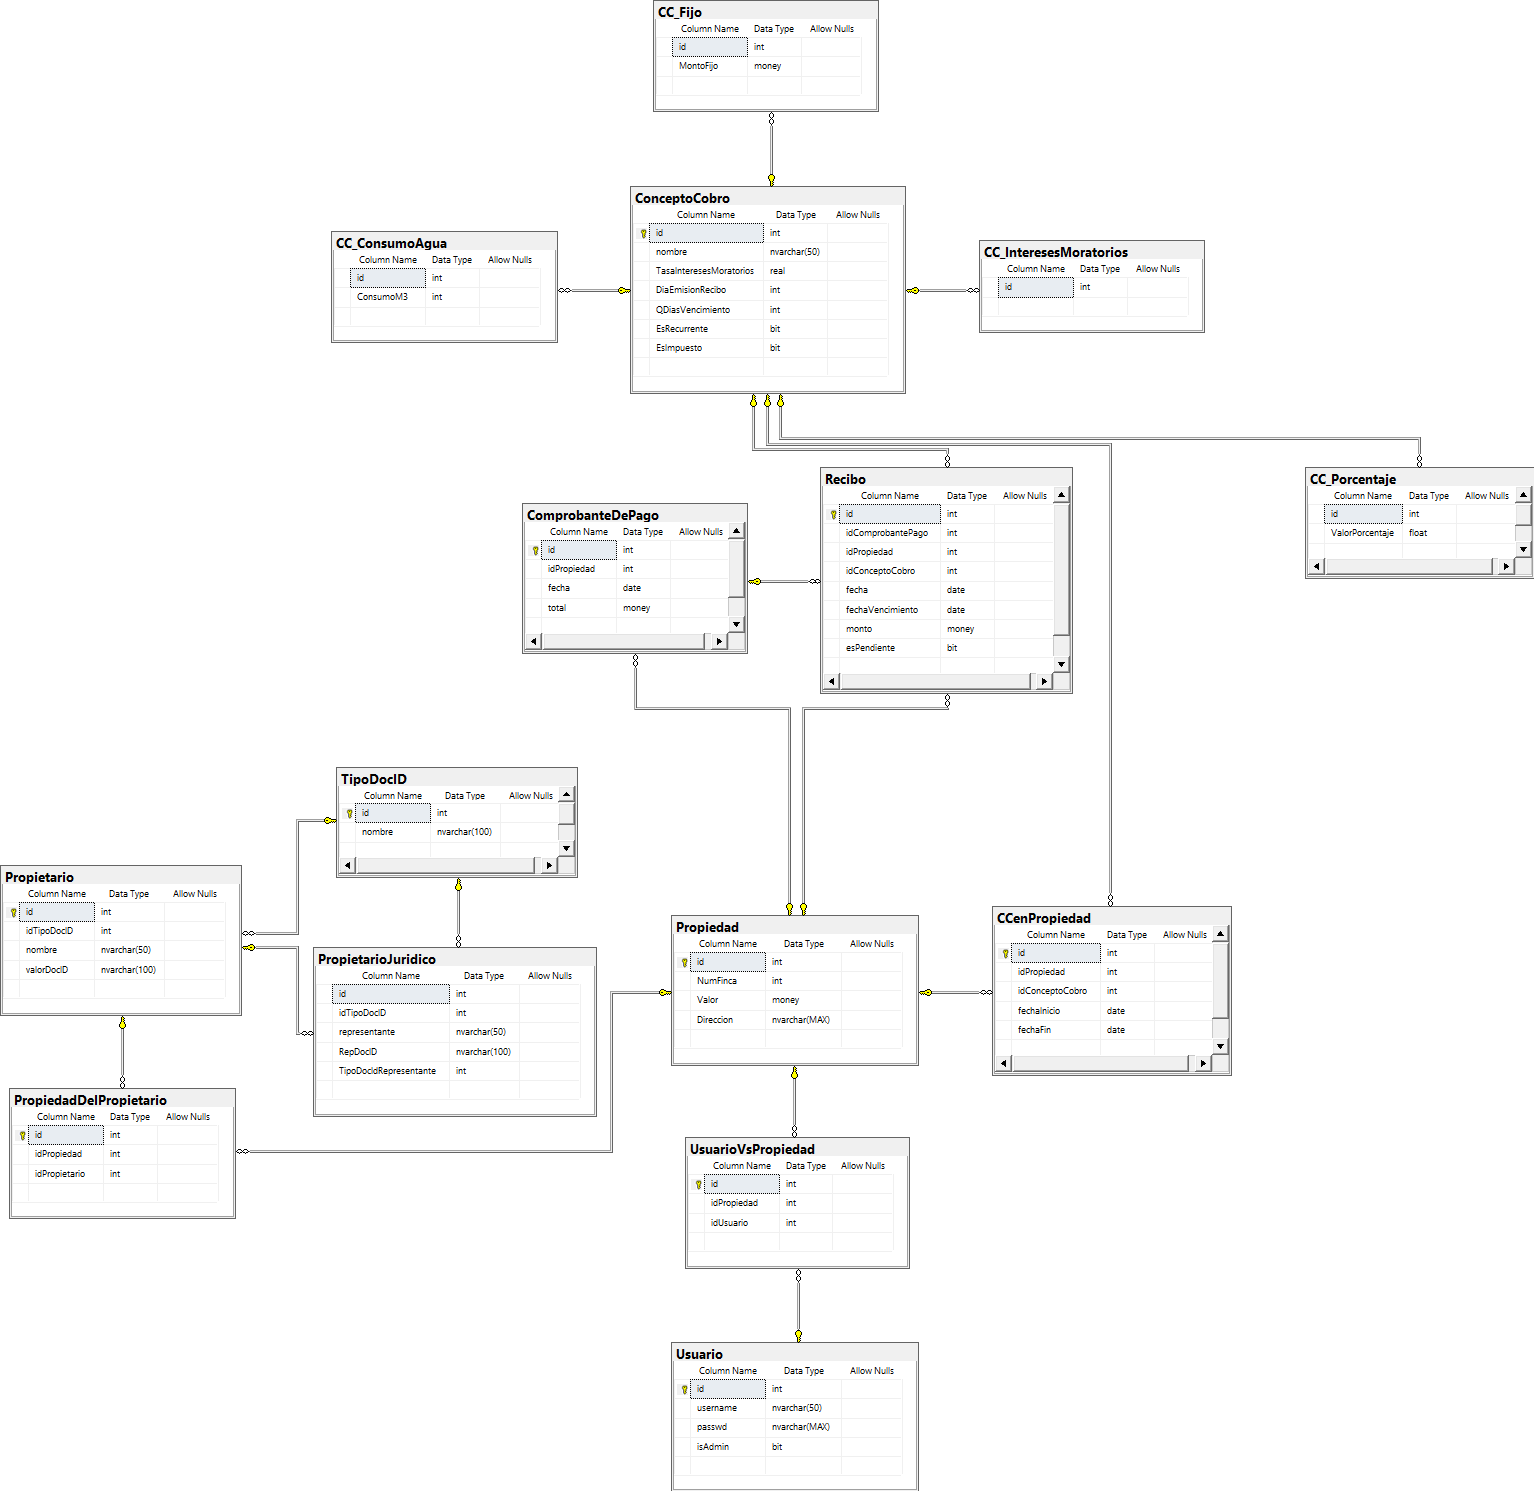 CC_Fijo
Column Name Data Type Allow Nulls
id int
MontoFijo money
ConceptoCobro
Column Name Data Type Allow Nulls
id int
nombre nvarchar(50)
TasaInteresesMoratorios real
DiaEmisionRecibo int
QDiasVencimiento int
EsRecurrente bit
EsImpuesto bit
CC_ConsumoAgua
Column Name Data Type Allow Nulls
id int
ConsumoM3 int
CC_InteresesMoratorios
Column Name Data Type Allow Nulls
id int
Recibo
Column Name Data Type Allow Nulls
id int
idComprobantePago int
idPropiedad int
idConceptoCobro int
fecha date
fechaVencimiento date
monto money
esPendiente bit
CC_Porcentaje
Column Name Data Type Allow Nulls
id int
ValorPorcentaje float
ComprobanteDePago
Column Name Data Type Allow Nulls
id int
idPropiedad int
fecha date
total money
TipoDocID
Column Name Data Type Allow Nulls
id int
nombre nvarchar(100)
Propietario
Column Name Data Type Allow Nulls
id int
idTipoDocID int
nombre nvarchar(50)
valorDocID nvarchar(100)
PropietarioJuridico
Column Name Data Type Allow Nulls
id int
idTipoDocID int
representante nvarchar(50)
RepDocID nvarchar(100)
TipoDocIdRepresentante int
Propiedad
Column Name Data Type Allow Nulls
id int
NumFinca int
Valor money
Direccion nvarchar(MAX)
CCenPropiedad
Column Name Data Type Allow Nulls
id int
idPropiedad int
idConceptoCobro int
fechaInicio date
fechaFin date
PropiedadDelPropietario
Column Name Data Type Allow Nulls
id int
idPropiedad int
idPropietario int
UsuarioVsPropiedad
Column Name Data Type Allow Nulls
id int
idPropiedad int
idUsuario int
Usuario
Column Name Data Type Allow Nulls
id int
username nvarchar(50)
passwd nvarchar(MAX)
isAdmin bit